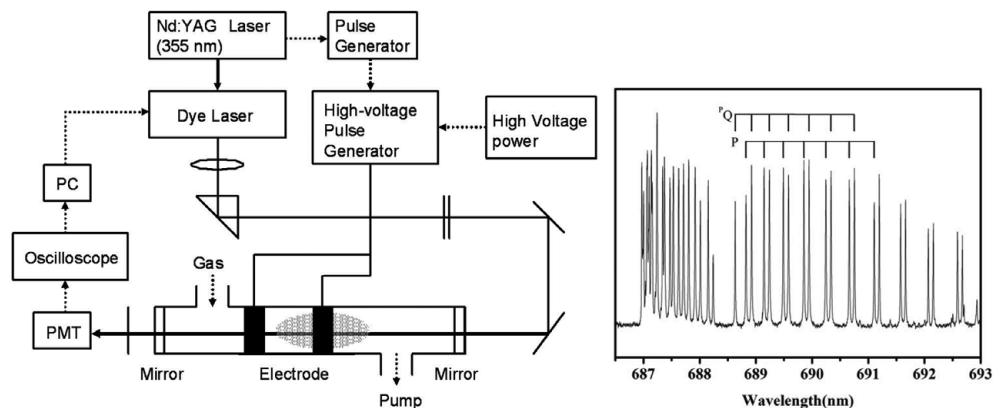 Nd:YAG Laser
(355 nm)
Pulse
Generator
Dye Laser
High-voltage
Pulse
Generator
High Voltage
power
PC
Oscilloscope
Gas
PMT
Mirror
Electrode
Mirror
Pump
PQ
P
687 688 689 690 691 692 693
Wavelength(nm)